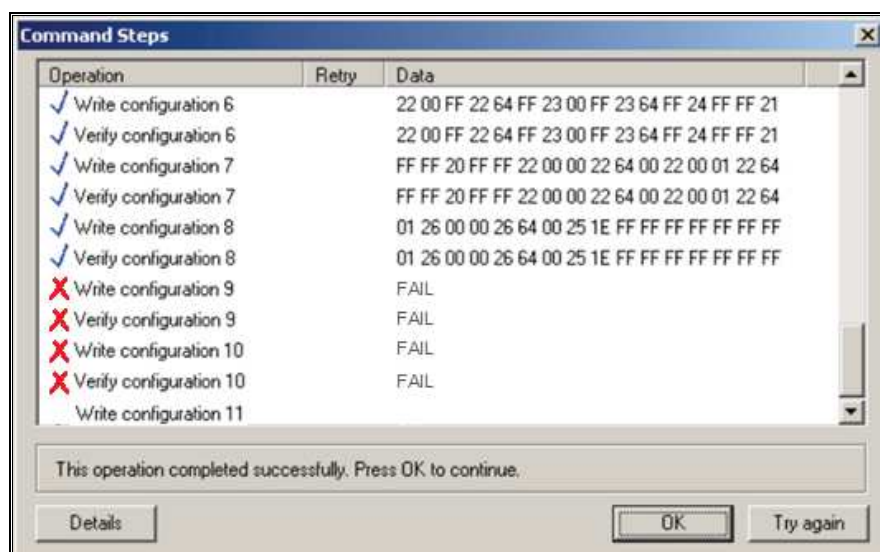 Command Steps
Operation Retry Data
Write configuration 6 22 00 FF 22 64 FF 23 00 FF 23 64 FF 24 FF FF 21
Verify configuration 6 22 00 FF 22 64 FF 23 00 FF 23 64 FF 24 FF FF 21
Write configuration 7 FF FF 20 FF FF 22 00 00 22 64 00 22 00 01 22 64
Verify configuration 7 FF FF 20 FF FF 22 00 00 22 64 00 22 00 01 22 64
Write configuration 8 01 26 00 00 26 64 00 25 1E FF FF FF FF FF FF FF
Verify configuration 8 01 26 00 00 26 64 00 25 1E FF FF FF FF FF FF FF
Write configuration 9 FAIL
Verify configuration 9 FAIL
Write configuration 10 FAIL
Verify configuration 10 FAIL
Write configuration 11
This operation completed successfully. Press OK to continue.
Details OK Try again